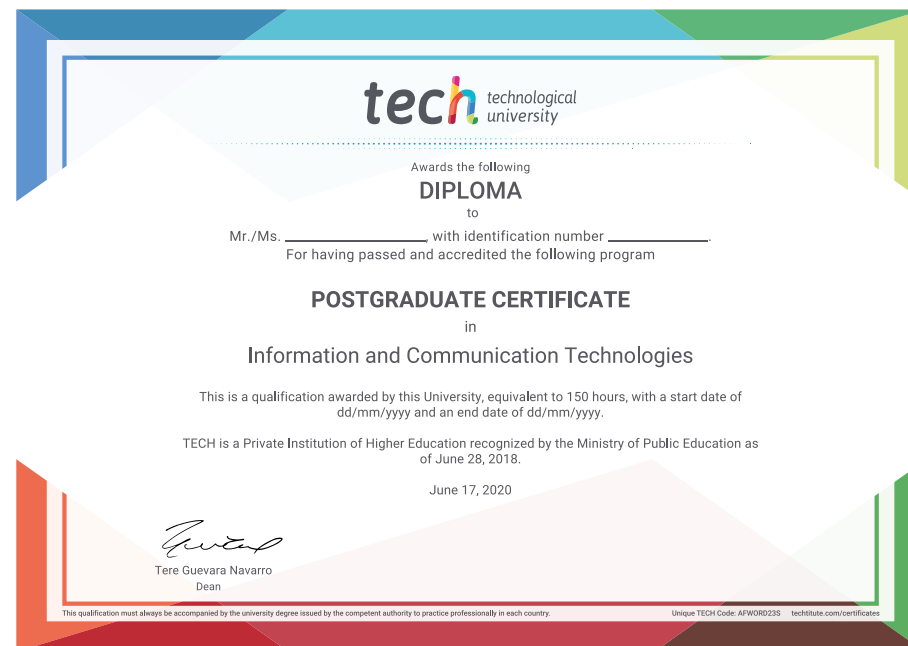 tech technological
university
Awards the following
DIPLOMA
to
Mr./Ms. ____________, with identification number ____________.
For having passed and accredited the following program
POSTGRADUATE CERTIFICATE
in
Information and Communication Technologies
This is a qualification awarded by this University, equivalent to 150 hours, with a start date of
dd/mm/yyyy and an end date of dd/mm/yyyy.
TECH is a Private Institution of Higher Education recognized by the Ministry of Public Education as
of June 28, 2018.
June 17, 2020
Tere Guevara Navarro
Dean
This qualification must always be accompanied by the university degree issued by the competent authority to practice professionally in each country.
Unique TECH Code: AFWORD23S techtitute.com/certificates